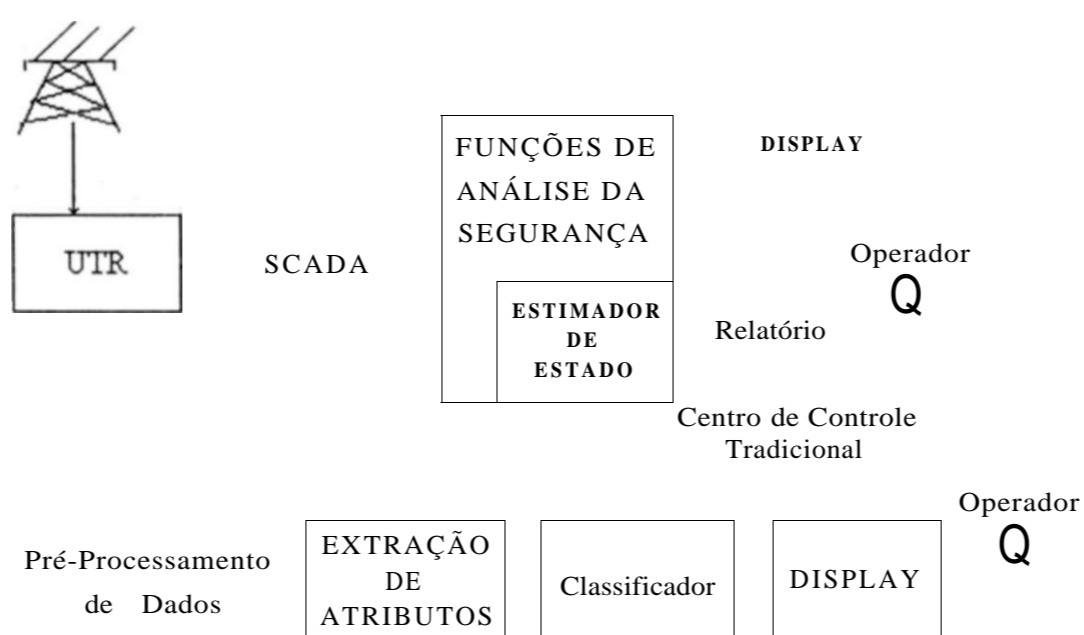 UTR
SCADA
FUNÇÕES DE
ANÁLISE DA
SEGURANÇA
ESTIMADOR
DE
ESTADO
DISPLAY
Operador
Q
Relatório
Centro de Controle
Tradicional
Pré-Processamento
de Dados
EXTRAÇÃO
DE
ATRIBUTOS
Classificador
DISPLAY
Operador
Q